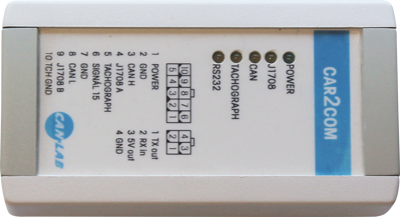 CAR2COM
POWER
J1708
CAN
TACHOGRAPH
RS232
10 9 8 7 6
5 4 3 2 1
4 3
2 1
1 POWER
2 GND
3 CAN H
4 J1708 A
5 TACHOGRAPH
6 SIGNAL 15
7 GND
8 CAN L
9 J1708 B
10 TCH GND
1 TX out
2 RX in
3 5V out
4 GND
CAN-LAB